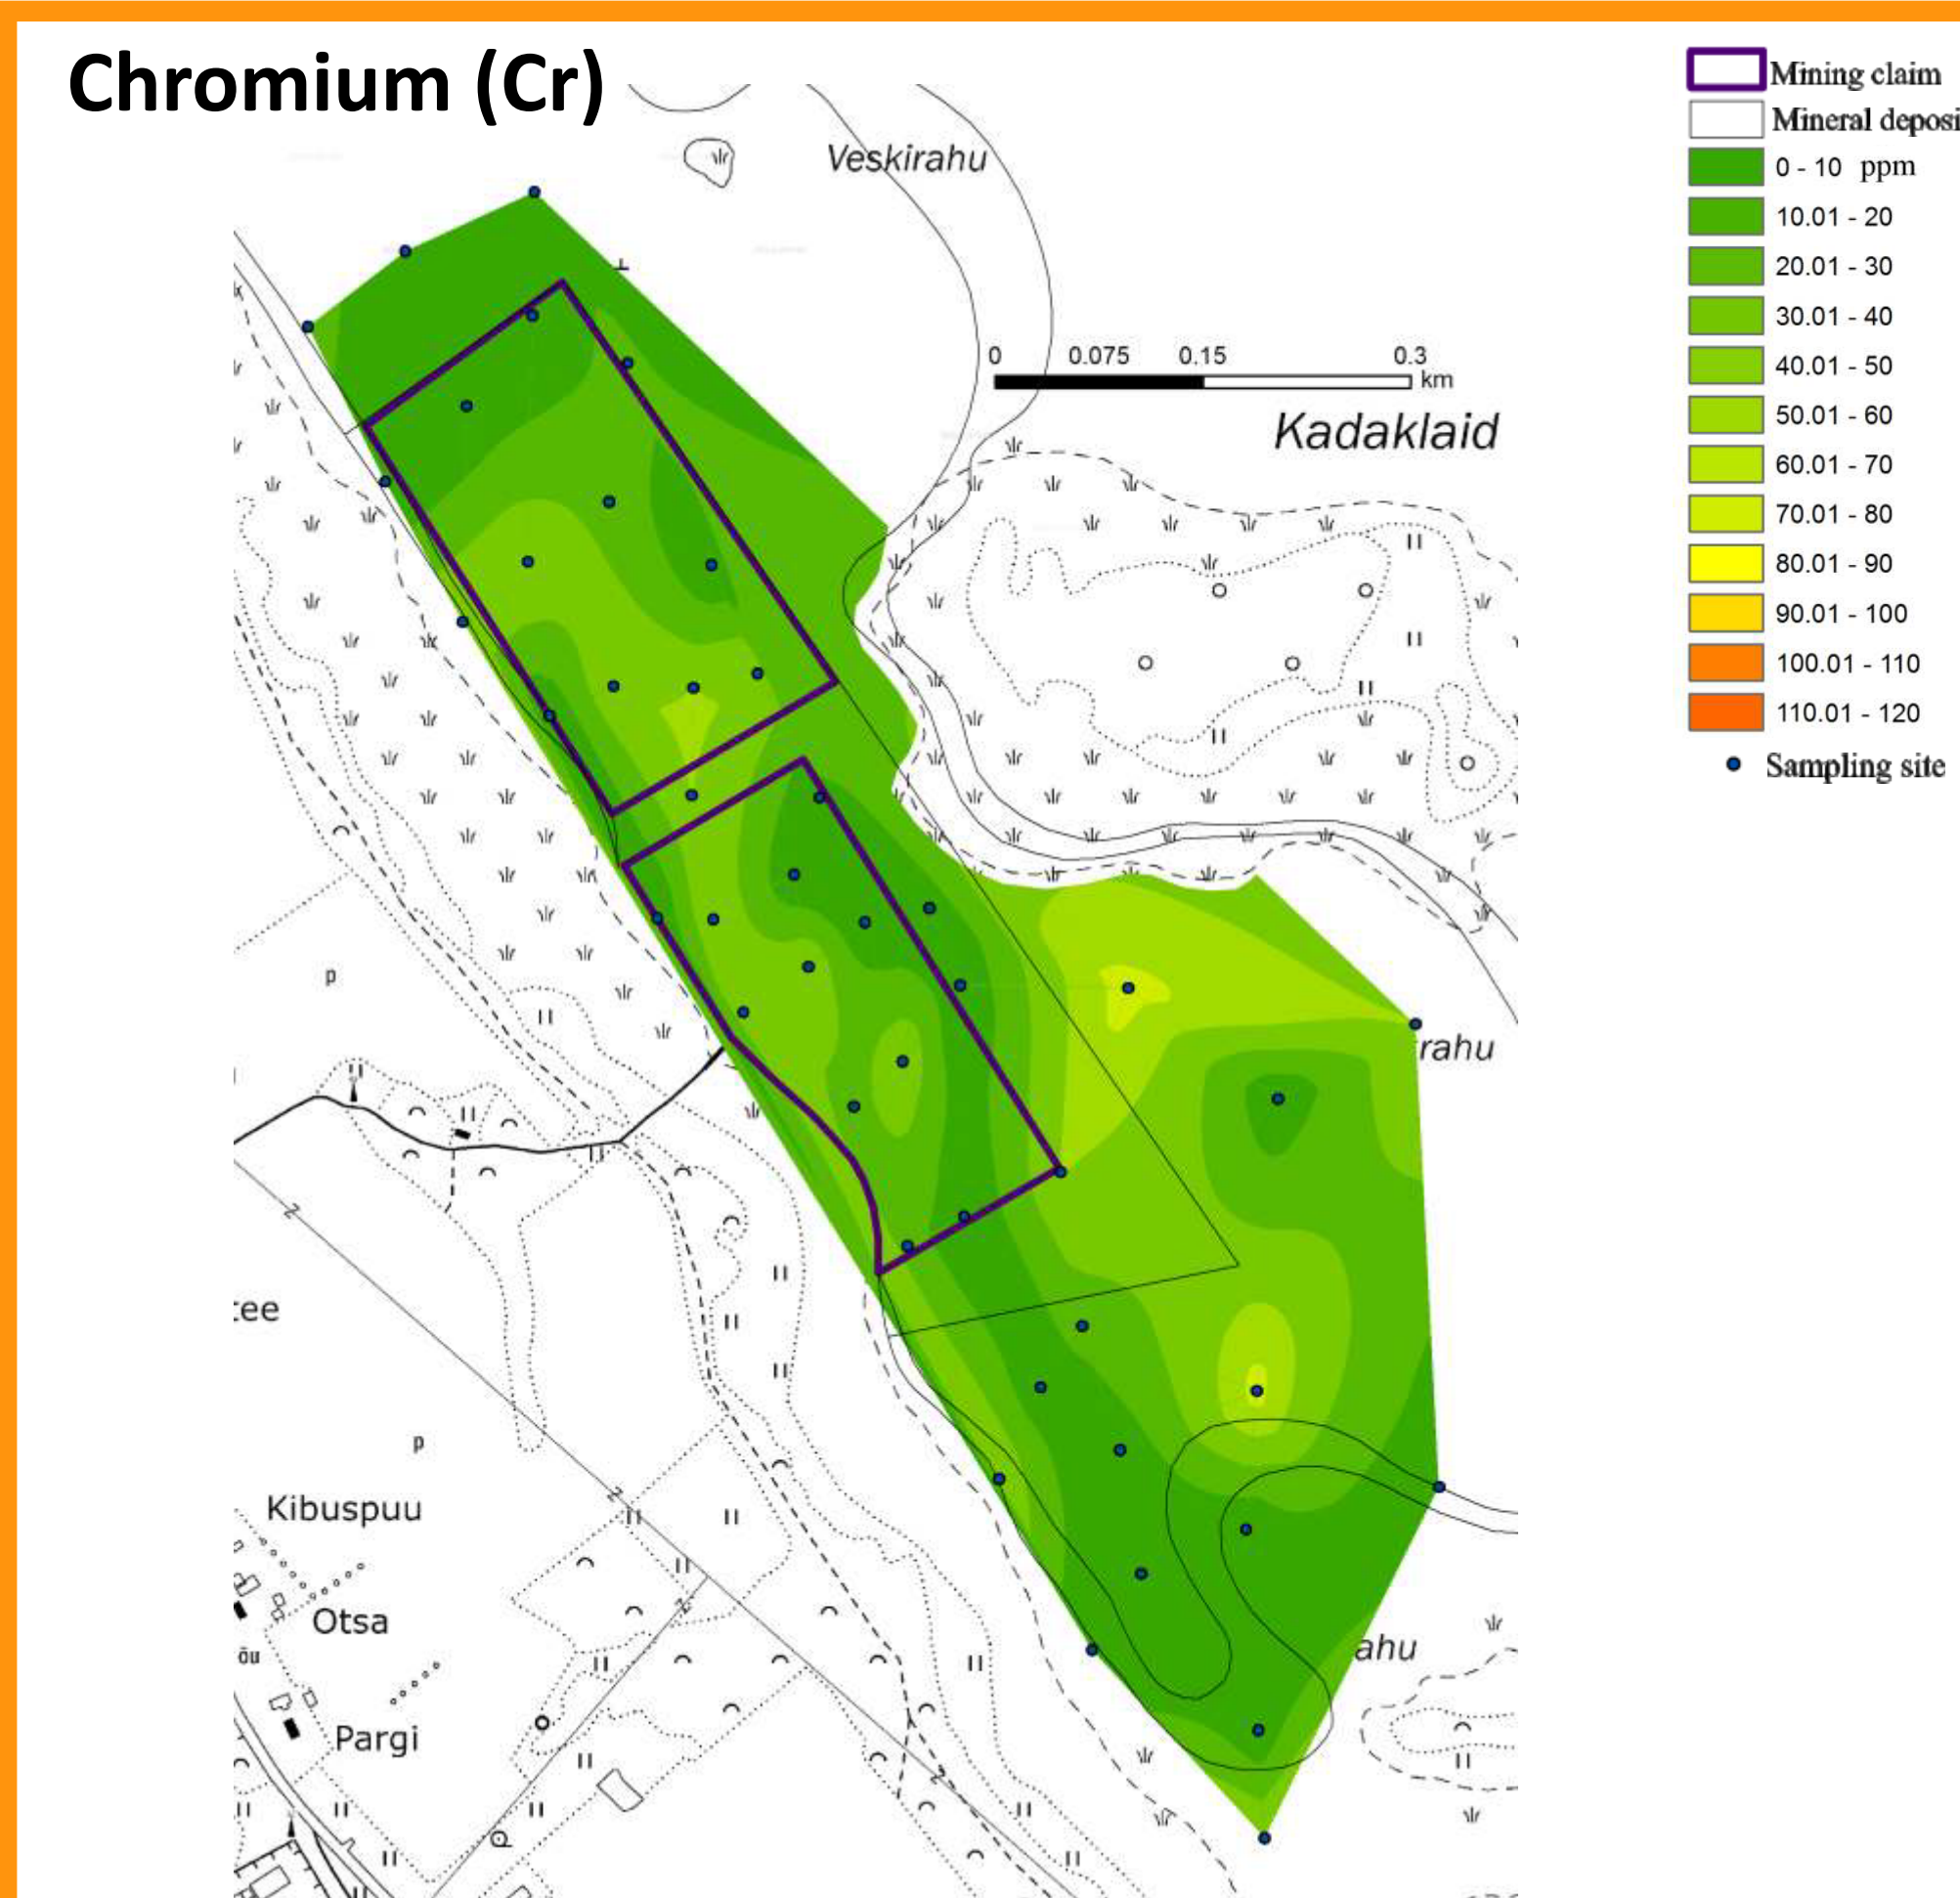 Chromium (Cr)
Veskirahu
0 0.075 0.15 0.3
km
Kadaklaid
rahu
p
tee
p
Kibuspuu
Otsa
õu
ahu
Pargi
Mining claim
Mineral deposi
0 - 10 ppm
10.01 - 20
20.01 - 30
30.01 - 40
40.01 - 50
50.01 - 60
60.01 - 70
70.01 - 80
80.01 - 90
90.01 - 100
100.01 - 110
110.01 - 120
Sampling site